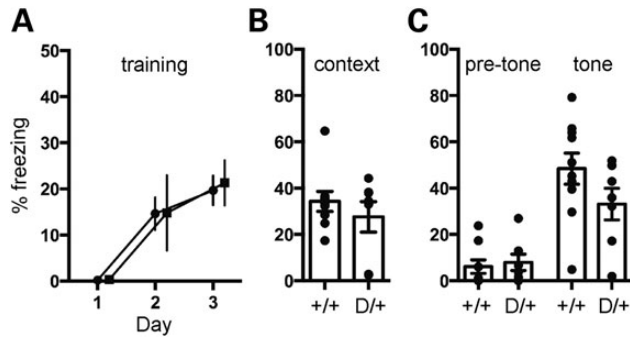 A
training
% freezing
50
40
30
20
10
0
1 2 3
Day
B
context
100
80
60
40
20
0
+/+ D/+
C
pre-tone tone
100
80
60
40
20
0
+/+ D/+ +/+ D/+